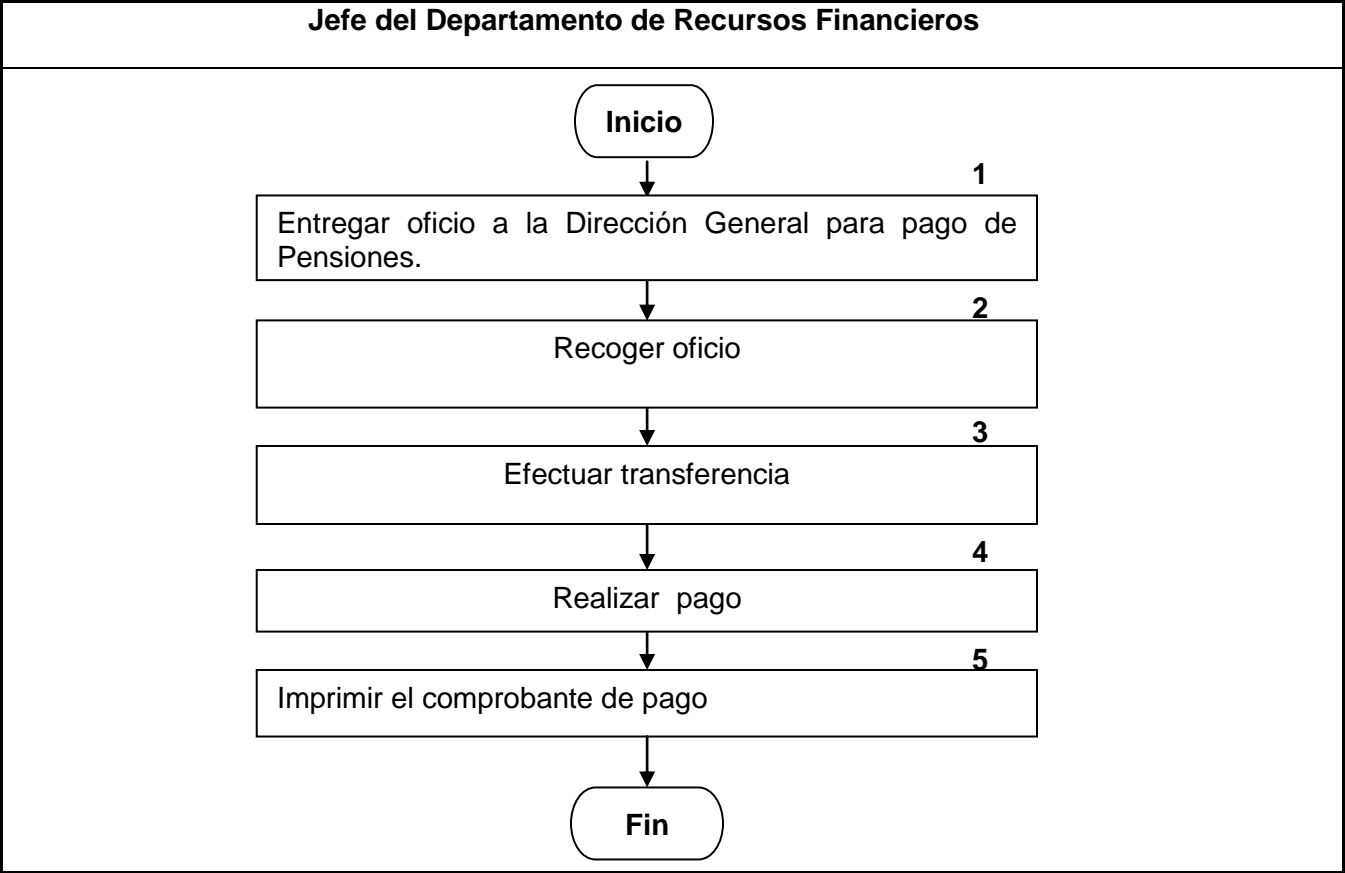 Jefe del Departamento de Recursos Financieros
Inicio
1
Entregar oficio a la Dirección General para pago de
Pensiones.
2
Recoger oficio
3
Efectuar transferencia
4
Realizar pago
5
Imprimir el comprobante de pago
Fin